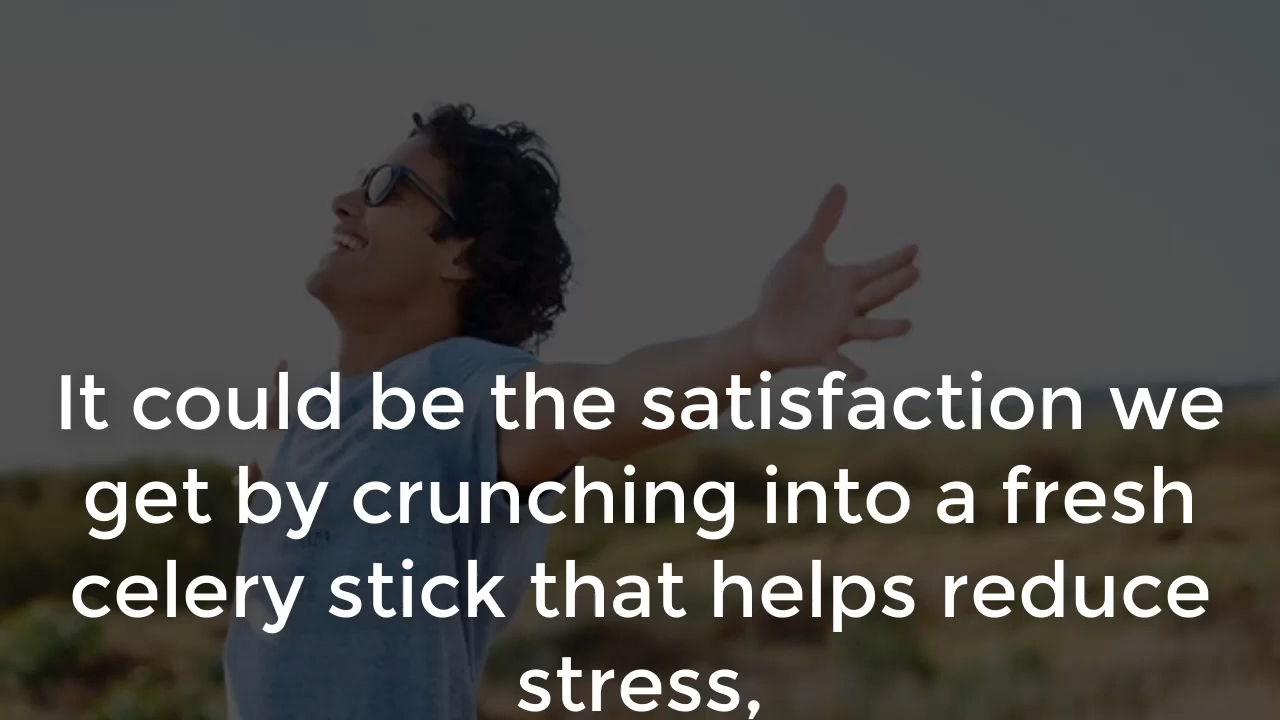 It could be the satisfaction we
get by crunching into a fresh
celery stick that helps reduce
stress,